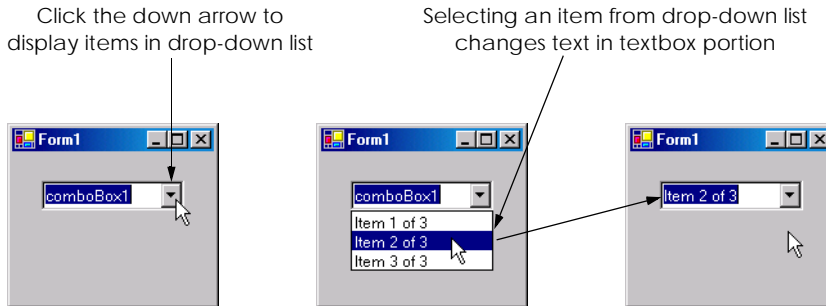 Click the down arrow to
display items in drop-down list
Selecting an item from drop-down list
changes text in textbox portion
Form1
comboBox1
Form1
comboBox1
Item 1 of 3
Item 2 of 3
Item 3 of 3
Form1
Item 2 of 3